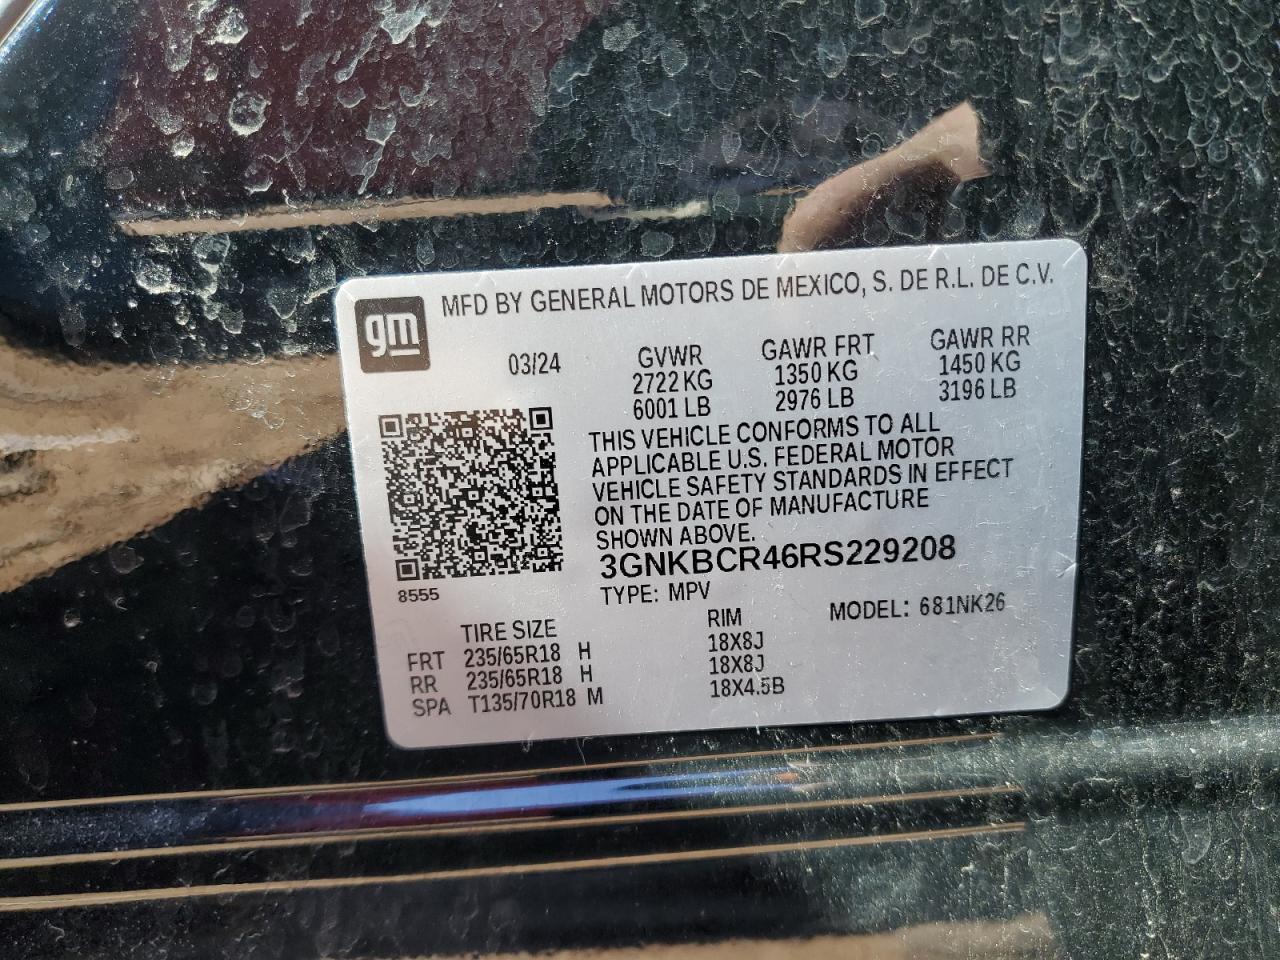 gm
MFD BY GENERAL MOTORS DE MEXICO, S. DE R.L. DE C.V.
03/24
GVWR
2722 KG
6001 LB
GAWR FRT
1350 KG
2976 LB
GAWR RR
1450 KG
3196 LB
THIS VEHICLE CONFORMS TO ALL
APPLICABLE U.S. FEDERAL MOTOR
VEHICLE SAFETY STANDARDS IN EFFECT
ON THE DATE OF MANUFACTURE
SHOWN ABOVE.
3GNKBCR46RS229208
TYPE: MPV
8555
MODEL: 681NK26
TIRE SIZE RIM
FRT 235/65R18 H 18X8J
RR 235/65R18 H 18X8J
SPA T135/70R18 M 18X4.5B